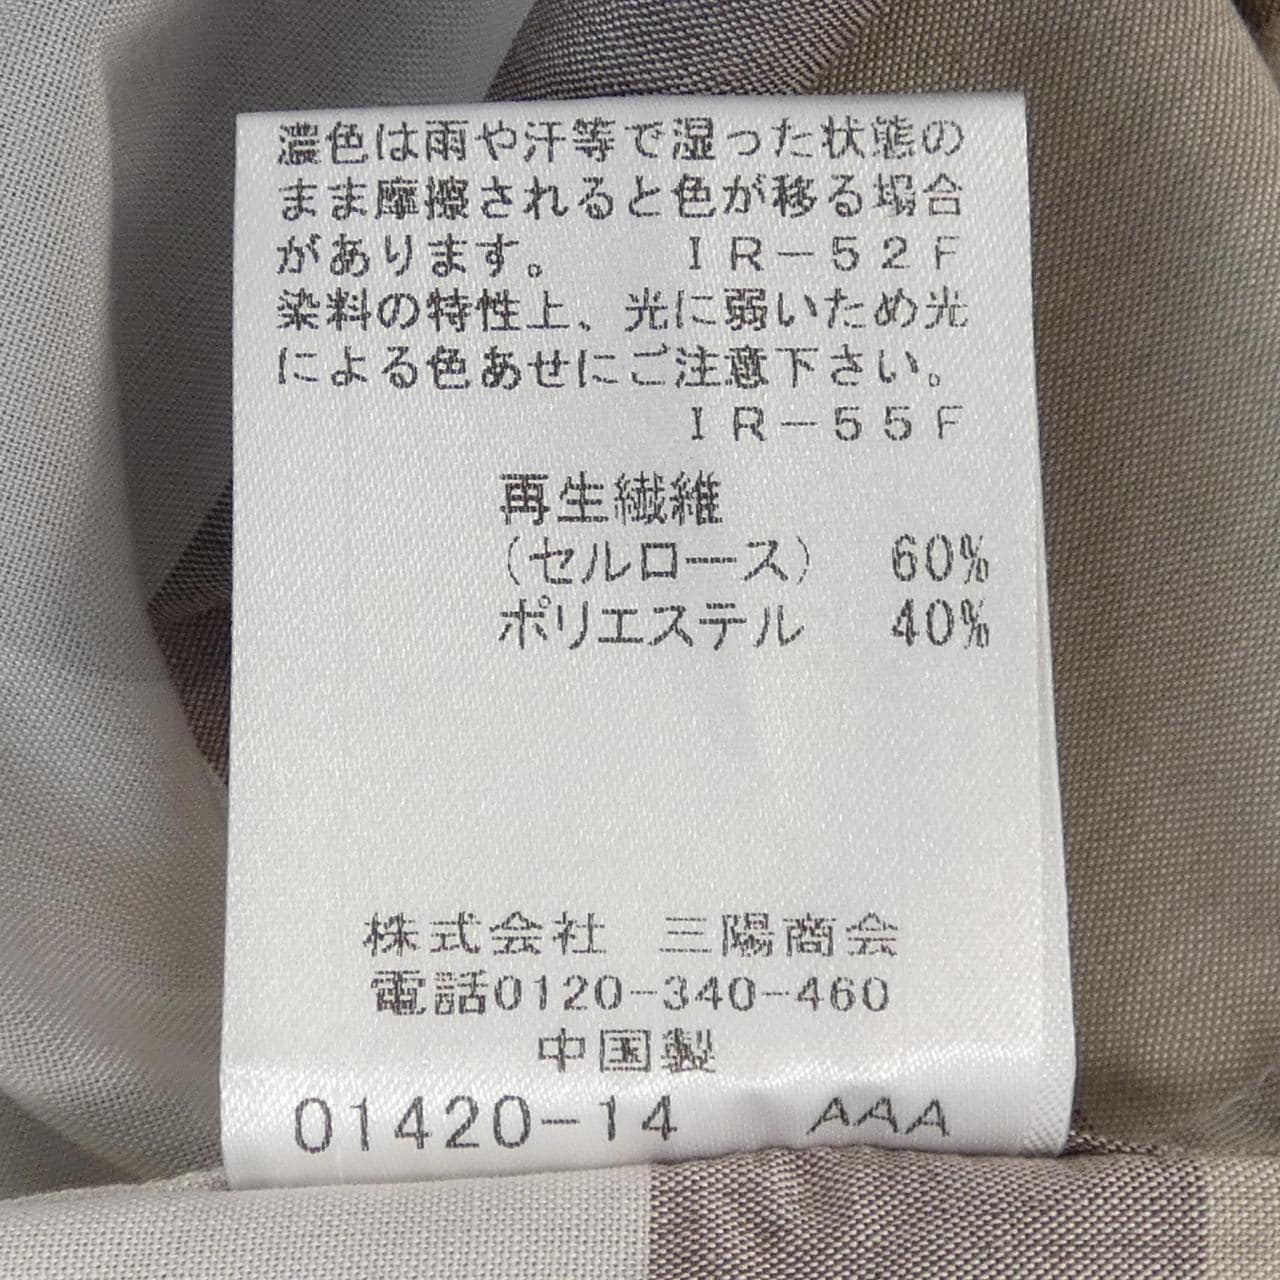 濃色は雨や汗等で湿った状態の
まま摩擦されると色が移る場合
があります。　　ＩＲ－５２Ｆ
染料の特性上、光に弱いため光
による色あせにご注意下さい。
ＩＲ－５５Ｆ
再生繊維
（セルロース）　60%
ポリエステル　40%
株式会社　三陽商会
電話0120-340-460
中国製
01420-14　AAA